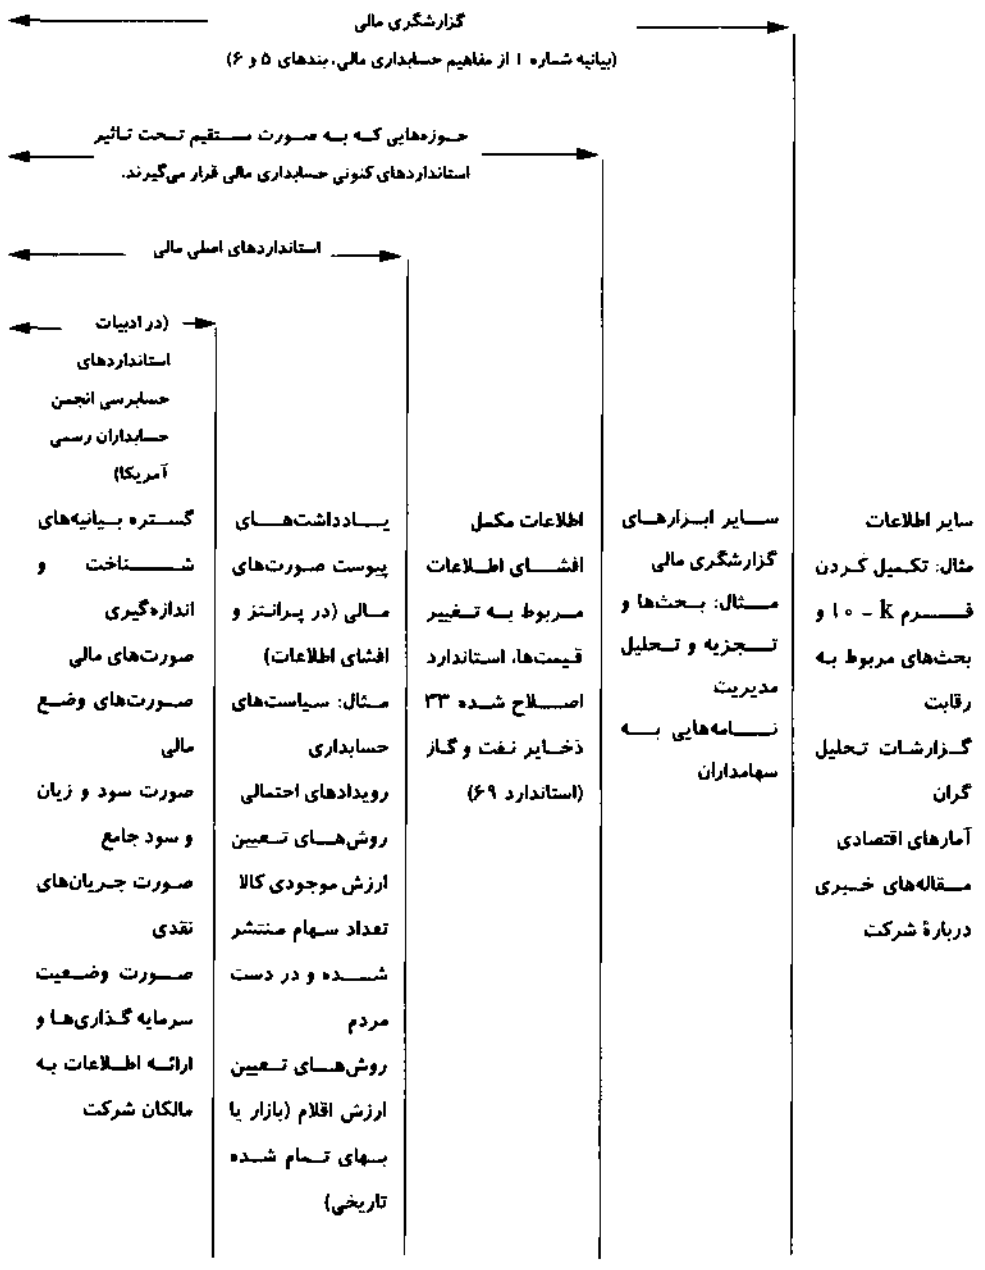 گزارشگری مالی
(بیانیه شماره ۱ از مفاهیم حسابداری مالی، بندهای ۵ و ۶)
حوزه‌هایی که به صورت مستقیم تحت تاثیر
استانداردهای کنونی حسابداری مالی قرار می‌گیرند.
استانداردهای اصلی مالی
(در ادبیات
استانداردهای
حسابرسی انجمن
حسابداران رسمی
آمریکا)
سایر اطلاعات
مثال: تکمیل کردن
فرم ۱۰ - k و
بحث‌های مربوط به
رقابت
گزارشات تحلیل
گران
آمارهای اقتصادی
مقاله‌های خبری
دربارهٔ شرکت
سایر ابزارهای
گزارشگری مالی
مثال: بحث‌ها و
تجزیه و تحلیل
مدیریت
نامه‌هایی به
سهامداران
اطلاعات مکمل
افشای اطلاعات
مربوط به تغییر
قیمت‌ها، استاندارد
اصلاح شده ۳۳
ذخایر نفت و گاز
(استاندارد ۶۹)
یادداشت‌های
پیوست صورت‌های
مالی (در پرانتز و
افشای اطلاعات)
مثال: سیاست‌های
حسابداری
رویدادهای احتمالی
روش‌های تعیین
ارزش موجودی کالا
تعداد سهام منتشر
شده و در دست
مردم
روش‌های تعیین
ارزش اقلام (بازار یا
بهای تمام شده
تاریخی)
گستره بیانیه‌های
شناخت و
اندازه‌گیری
صورت‌های مالی
صورت‌های وضع
مالی
صورت سود و زیان
و سود جامع
صورت جریان‌های
نقدی
صورت وضعیت
سرمایه گذاری‌ها و
ارائه اطلاعات به
مالکان شرکت